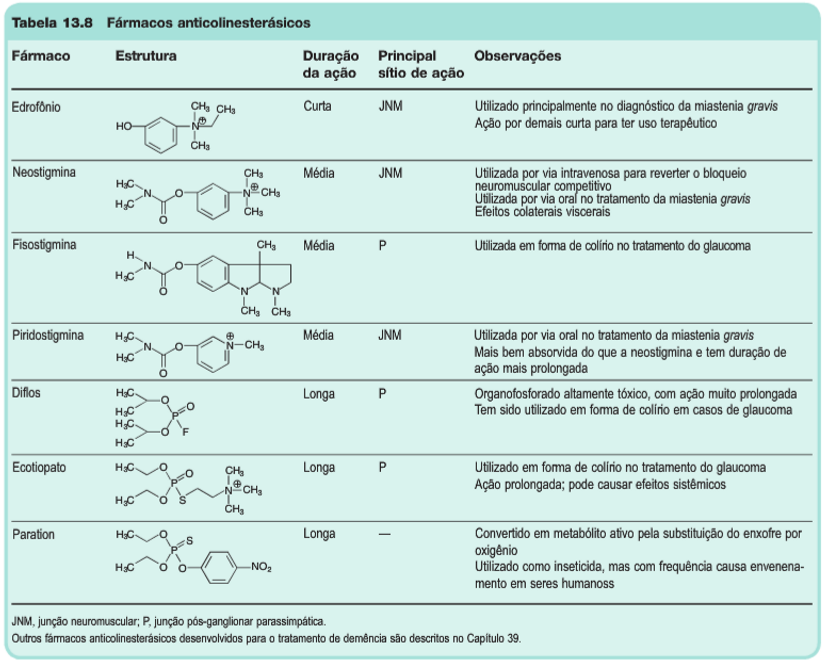 Tabela 13.8 Fármacos anticolinesterásicos
Fármaco Estrutura Duração da ação Principal sítio de ação Observações
Edrofônio Curta JNM Utilizado principalmente no diagnóstico da miastenia gravis
Ação por demais curta para ter uso terapêutico
HO CH₃ CH₃ N⊕ CH₃
Neostigmina Média JNM Utilizada por via intravenosa para reverter o bloqueio
neuromuscular competitivo
Utilizada por via oral no tratamento da miastenia gravis
Efeitos colaterais viscerais
H₃C N H₃C O O CH₃ N⊕ CH₃ CH₃
Fisostigmina Média P Utilizada em forma de colírio no tratamento do glaucoma
H N H₃C O O CH₃ N N CH₃ CH₃
Piridostigmina Média JNM Utilizada por via oral no tratamento da miastenia gravis
Mais bem absorvida do que a neostigmina e tem duração de
ação mais prolongada
H₃C N H₃C O O N⊕ CH₃
Diflos Longa P Organofosforado altamente tóxico, com ação muito prolongada
Tem sido utilizado em forma de colírio em casos de glaucoma
H₃C H₃C H₃C H₃C O O P O F
Ecotiopato Longa P Utilizado em forma de colírio no tratamento do glaucoma
Ação prolongada; pode causar efeitos sistêmicos
H₃C O H₃C O P O S CH₃ N⊕ CH₃ CH₃
Paration Longa — Convertido em metabólito ativo pela substituição do enxofre por
oxigênio
Utilizado como inseticida, mas com frequência causa envenena-
mento em seres humanoss
H₃C O H₃C O P S O NO₂
JNM, junção neuromuscular; P, junção pós-ganglionar parassimpática.
Outros fármacos anticolinesterásicos desenvolvidos para o tratamento de demência são descritos no Capítulo 39.